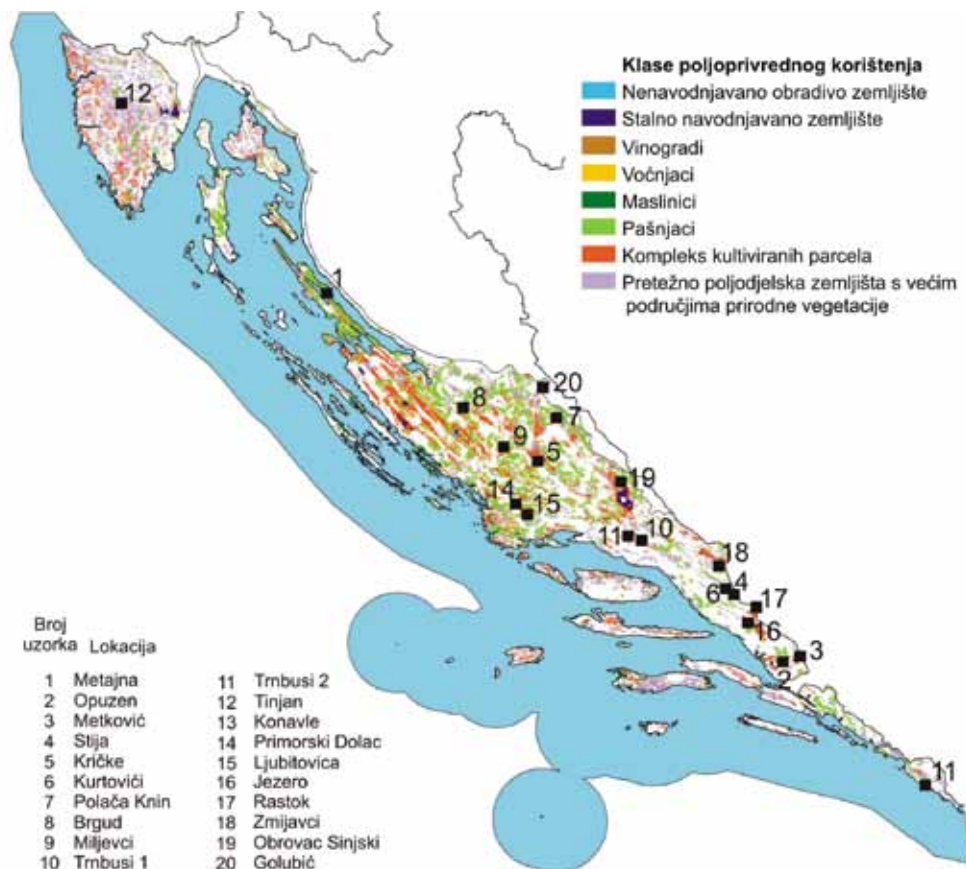 Klase poljoprivrednog korištenja
Nenavodnjavano obradivo zemljište
Stalno navodnjavano zemljište
Vinogradi
Voćnjaci
Maslinici
Pašnjaci
Kompleks kultiviranih parcela
Pretežno poljodjelska zemljišta s većim
područjima prirodne vegetacije
12
1
20
8
7
9
5
19
14
15
11
10
18
6
4
17
16
3
2
11
Broj
uzorka Lokacija
1 Metajna
2 Opuzen
3 Metković
4 Stija
5 Kričke
6 Kurtovići
7 Polača Knin
8 Brgud
9 Miljevci
10 Trnbusi 1
11 Trnbusi 2
12 Tinjan
13 Konavle
14 Primorski Dolac
15 Ljubitovica
16 Jezero
17 Rastok
18 Zmijavci
19 Obrovac Sinjski
20 Golubić